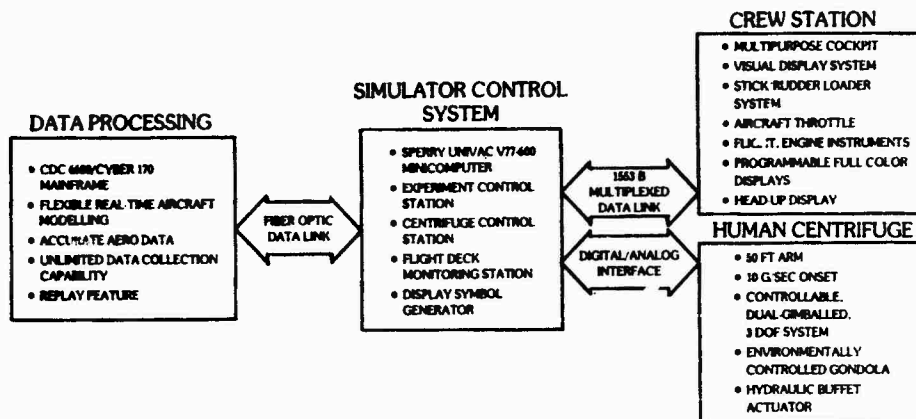 DATA PROCESSING
• CDC 6600/CYBER 170
MAINFRAME
• FLEXIBLE REAL-TIME AIRCRAFT
MODELLING
• ACCURATE AERO DATA
• UNLIMITED DATA COLLECTION
CAPABILITY
• REPLAY FEATURE
FIBER OPTIC
DATA LINK
SIMULATOR CONTROL
SYSTEM
• SPERRY UNIVAC V77-600
MINICOMPUTER
• EXPERIMENT CONTROL
STATION
• CENTRIFUGE CONTROL
STATION
• FLIGHT DECK
MONITORING STATION
• DISPLAY SYMBOL
GENERATOR
1553 B
MULTIPLEXED
DATA LINK
DIGITAL/ANALOG
INTERFACE
CREW STATION
• MULTIPURPOSE COCKPIT
• VISUAL DISPLAY SYSTEM
• STICK RUDDER LOADER
SYSTEM
• AIRCRAFT THROTTLE
• ENGINE INSTRUMENTS
• PROGRAMMABLE FULL COLOR
DISPLAYS
• HEAD-UP DISPLAY
HUMAN CENTRIFUGE
• 50 FT ARM
• 10 G/SEC ONSET
• CONTROLLABLE,
DUAL-GIMBALLED,
3 DOF SYSTEM
• ENVIRONMENTALLY
CONTROLLED GONDOLA
• HYDRAULIC BUFFET
ACTUATOR